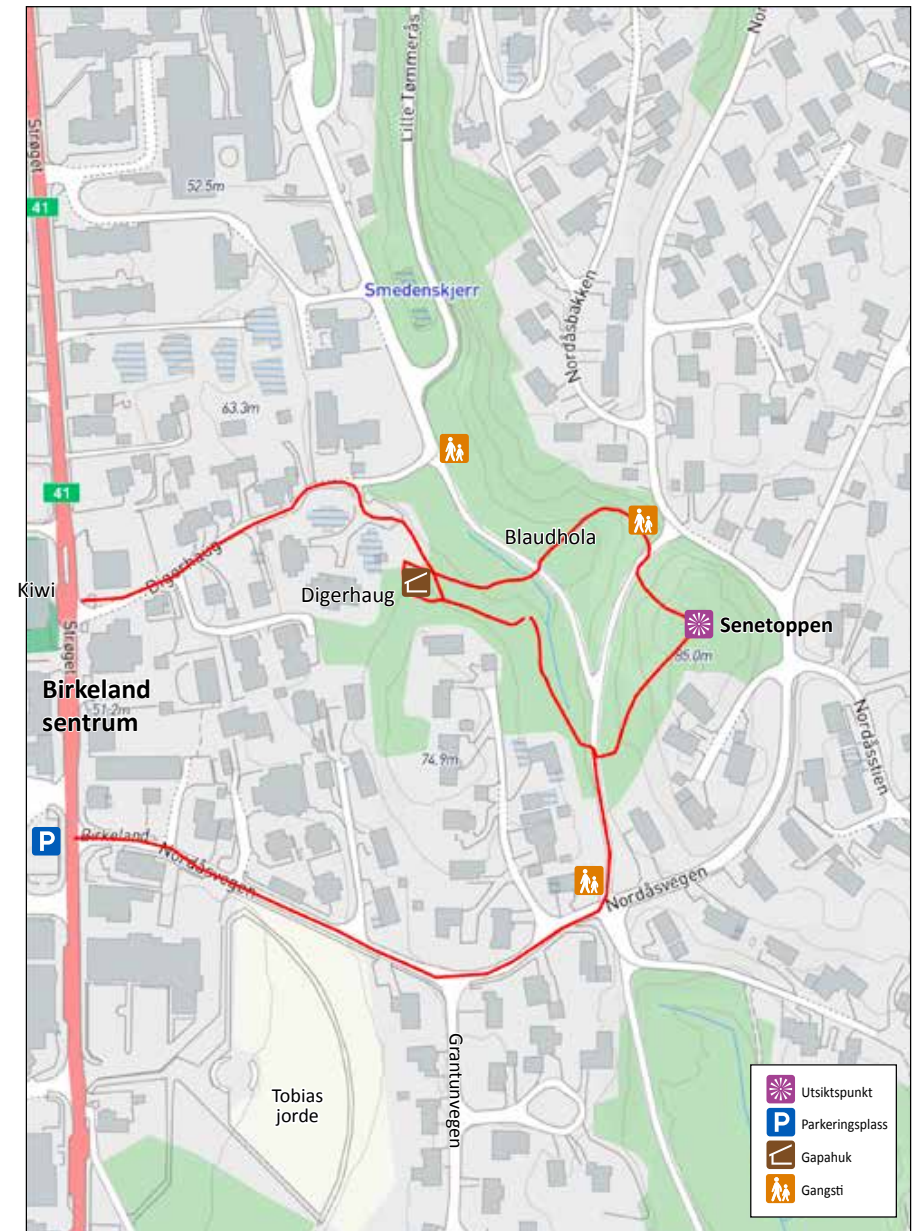 Nor
Lille Tømmerås
Strøget
52.5m
41
Smedenskjerr
Nordåsbakken
63.3m
41
Blaudhola
Digerhaug
Kiwi
Digerhaug
Senetoppen
Strøget
85.0m
Birkeland
sentrum
51.2m
Nordåsstien
74.9m
P
Birkeland
Nordåsvegen
Nordåsvegen
Grantunvegen
Tobias
jorde
Utsiktspunkt
P Parkeringsplass
Gapahuk
Gangsti